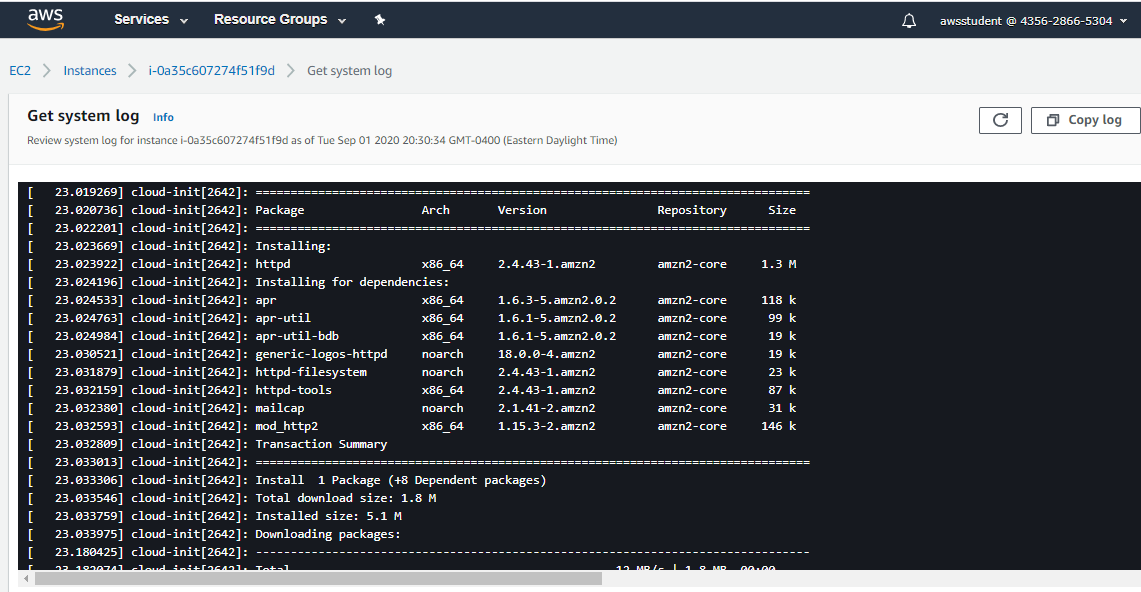 aws Services Resource Groups awsstudent @ 4356-2866-5304
EC2 > Instances > i-0a35c607274f51f9d > Get system log
Get system log Info
Copy log
Review system log for instance i-0a35c607274f51f9d as of Tue Sep 01 2020 20:30:34 GMT-0400 (Eastern Daylight Time)
[ 23.019269] cloud-init[2642]: ================================================================================
[ 23.020736] cloud-init[2642]: Package Arch Version Repository Size
[ 23.022201] cloud-init[2642]: ================================================================================
[ 23.023669] cloud-init[2642]: Installing:
[ 23.023922] cloud-init[2642]: httpd x86_64 2.4.43-1.amzn2 amzn2-core 1.3 M
[ 23.024196] cloud-init[2642]: Installing for dependencies:
[ 23.024533] cloud-init[2642]: apr x86_64 1.6.3-5.amzn2.0.2 amzn2-core 118 k
[ 23.024763] cloud-init[2642]: apr-util x86_64 1.6.1-5.amzn2.0.2 amzn2-core 99 k
[ 23.024984] cloud-init[2642]: apr-util-bdb x86_64 1.6.1-5.amzn2.0.2 amzn2-core 19 k
[ 23.030521] cloud-init[2642]: generic-logos-httpd noarch 18.0.0-4.amzn2 amzn2-core 19 k
[ 23.031879] cloud-init[2642]: httpd-filesystem noarch 2.4.43-1.amzn2 amzn2-core 23 k
[ 23.032159] cloud-init[2642]: httpd-tools x86_64 2.4.43-1.amzn2 amzn2-core 87 k
[ 23.032380] cloud-init[2642]: mailcap noarch 2.1.41-2.amzn2 amzn2-core 31 k
[ 23.032593] cloud-init[2642]: mod_http2 x86_64 1.15.3-2.amzn2 amzn2-core 146 k
[ 23.032809] cloud-init[2642]: Transaction Summary
[ 23.033013] cloud-init[2642]: ================================================================================
[ 23.033306] cloud-init[2642]: Install 1 Package (+8 Dependent packages)
[ 23.033546] cloud-init[2642]: Total download size: 1.8 M
[ 23.033759] cloud-init[2642]: Installed size: 5.1 M
[ 23.033975] cloud-init[2642]: Downloading packages:
[ 23.180425] cloud-init[2642]: --------------------------------------------------------------------------------
[ 23.182074] cloud-init[2642]: Total 12 MB/s | 1.8 MB 00:00